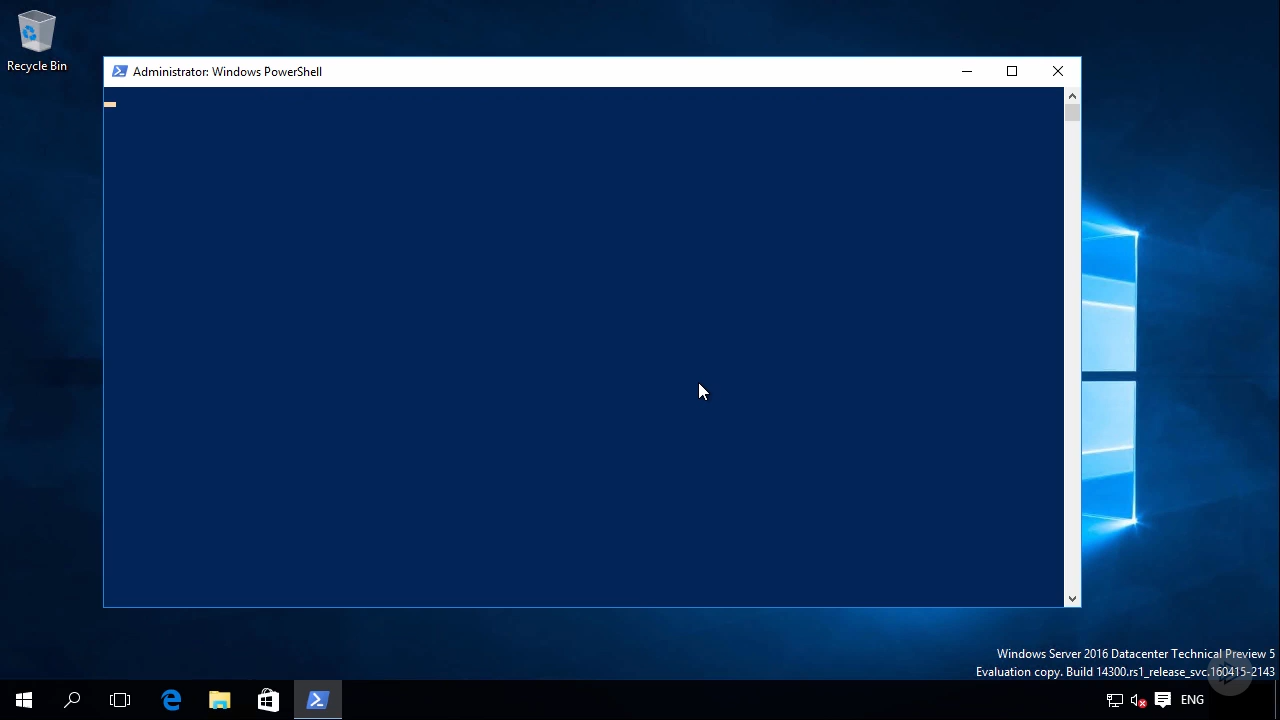 Recycle Bin
Administrator: Windows PowerShell
Windows Server 2016 Datacenter Technical Preview 5
Evaluation copy. Build 14300.rs1_release_svc.160415-2143
ENG